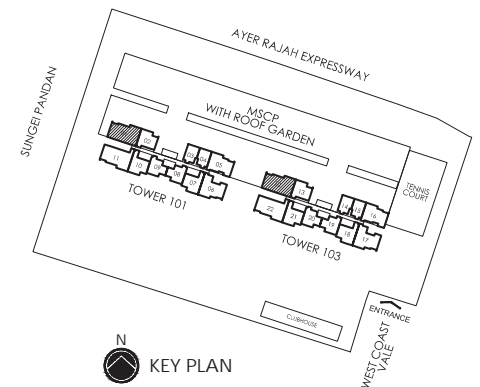 AYER RAJAH EXPRESSWAY
SUNGEI PANDAN
MSCP
WITH ROOF GARDEN
02
03
04
05
11
10
09
08
07
06
TOWER 101
TENNIS
COURT
13
14
15
16
22
21
20
19
18
17
TOWER 103
CLUBHOUSE
ENTRANCE
WEST COAST
VALE
N
KEY PLAN